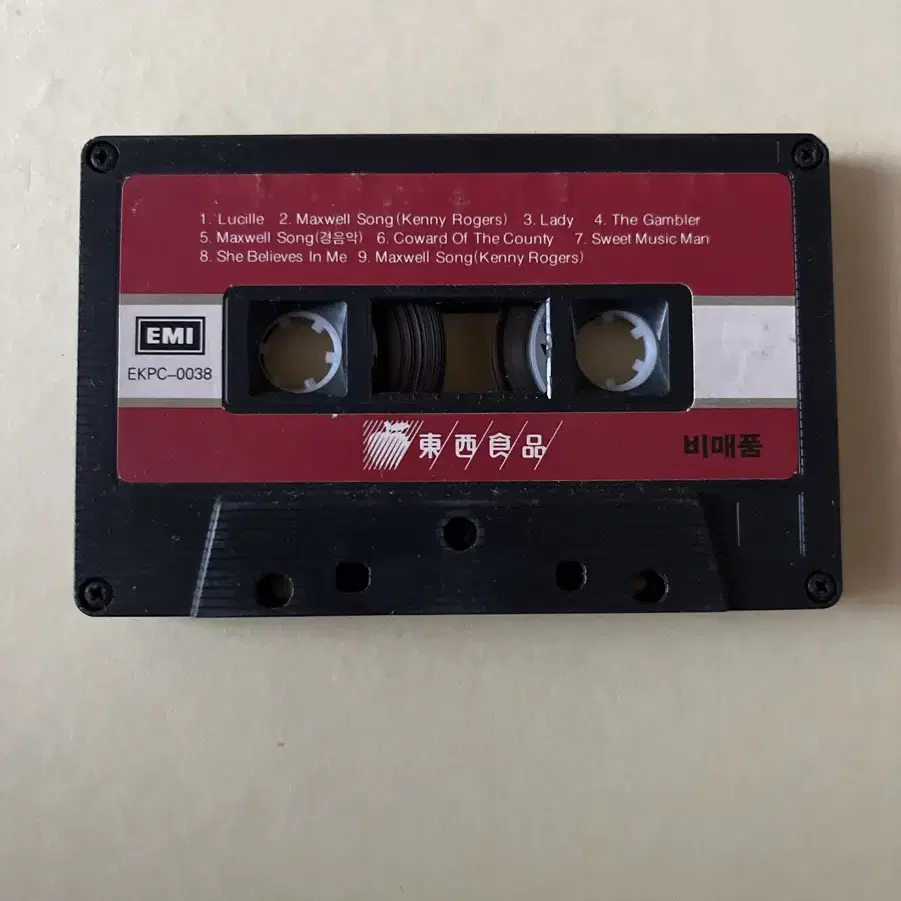 1. Lucille 2. Maxwell Song(Kenny Rogers) 3. Lady 4. The Gambler
5. Maxwell Song(경음악) 6. Coward Of The County 7. Sweet Music Man
8. She Believes In Me 9. Maxwell Song(Kenny Rogers)
EMI
EKPC-0038
東西食品
비매품